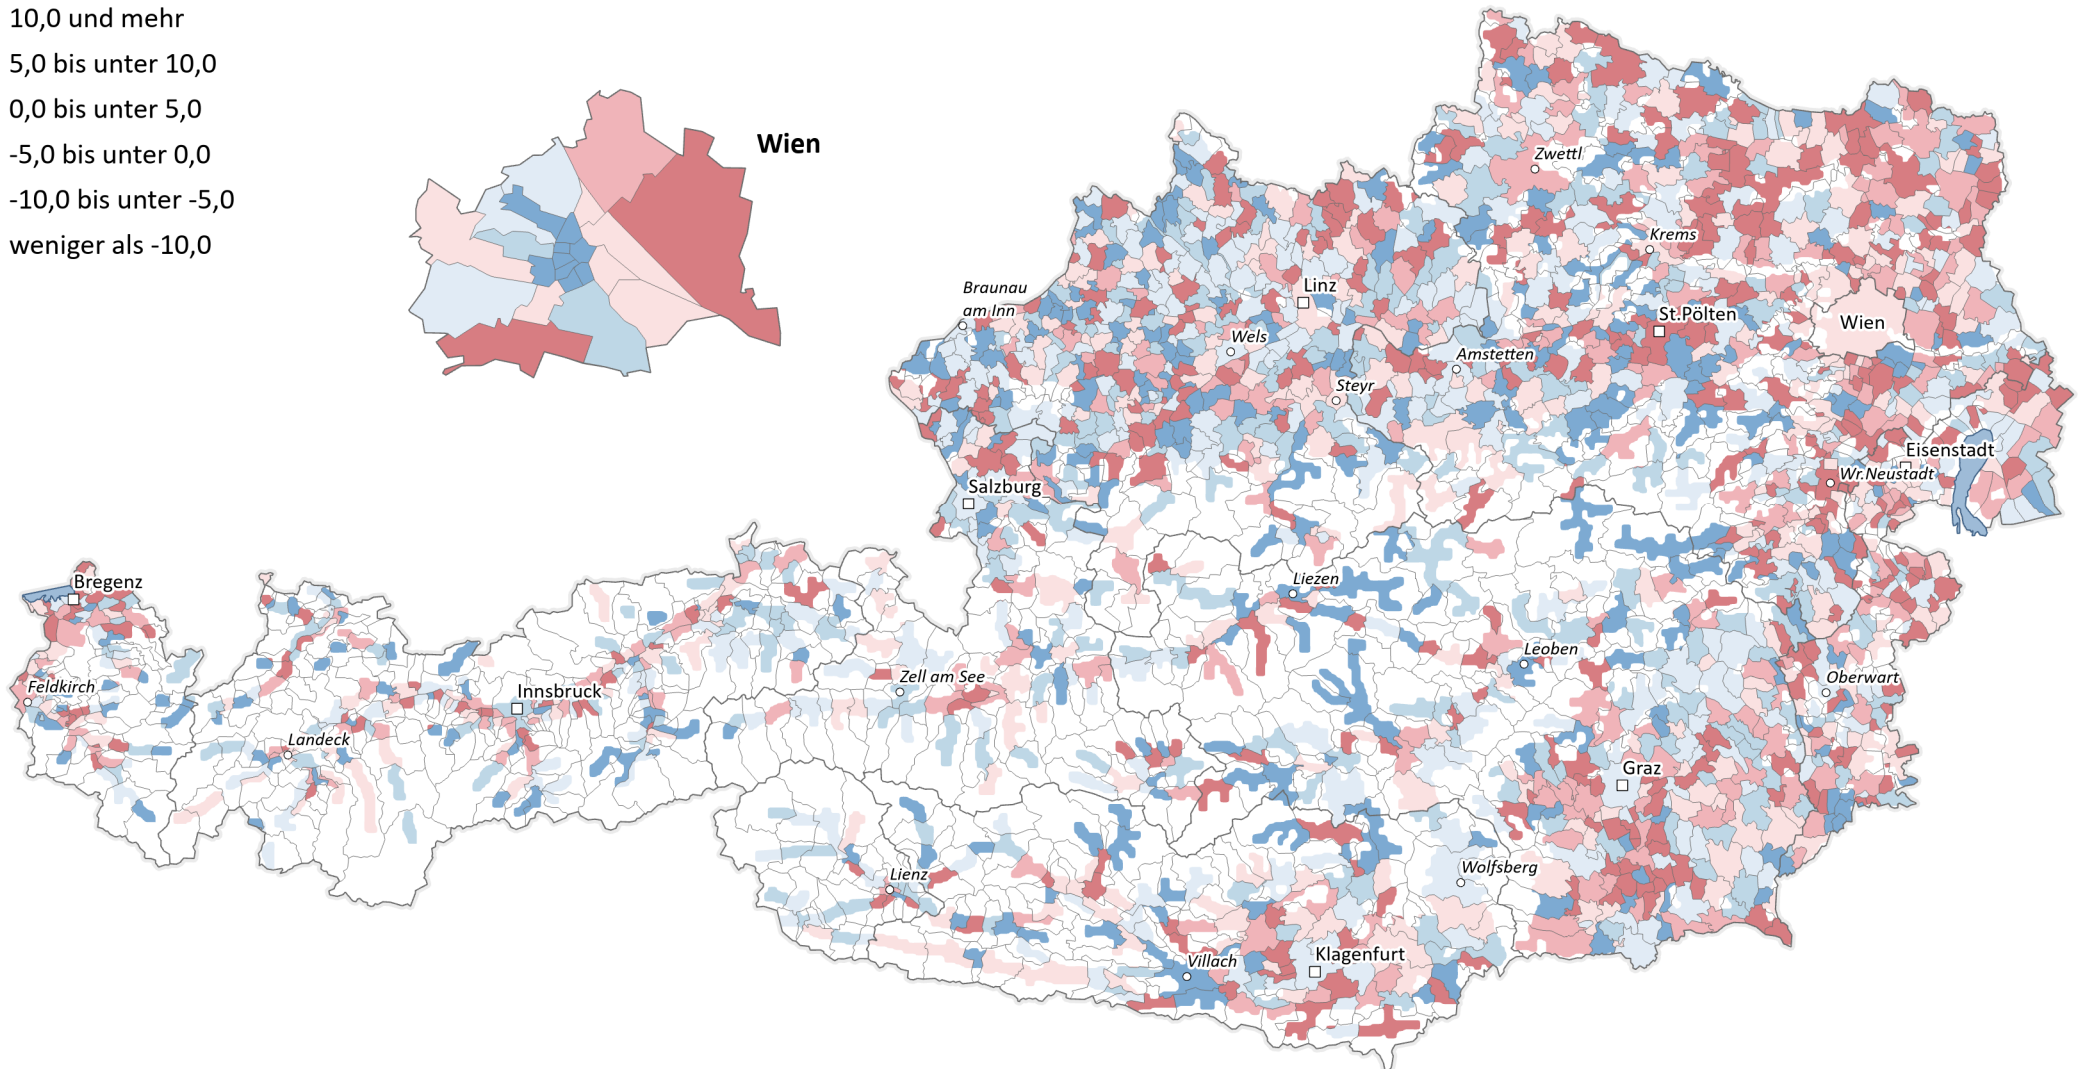 10,0 und mehr
5,0 bis unter 10,0
0,0 bis unter 5,0
-5,0 bis unter 0,0
-10,0 bis unter -5,0
weniger als -10,0
Wien
Zwettl
Krems
Braunau
am Inn
Linz
St.Pölten
Wien
Wels
Amstetten
Steyr
Eisenstadt
Wr.Neustadt
Salzburg
Bregenz
Liezen
Leoben
Feldkirch
Innsbruck
Zell am See
Oberwart
Landeck
Graz
Lienz
Wolfsberg
Villach
Klagenfurt